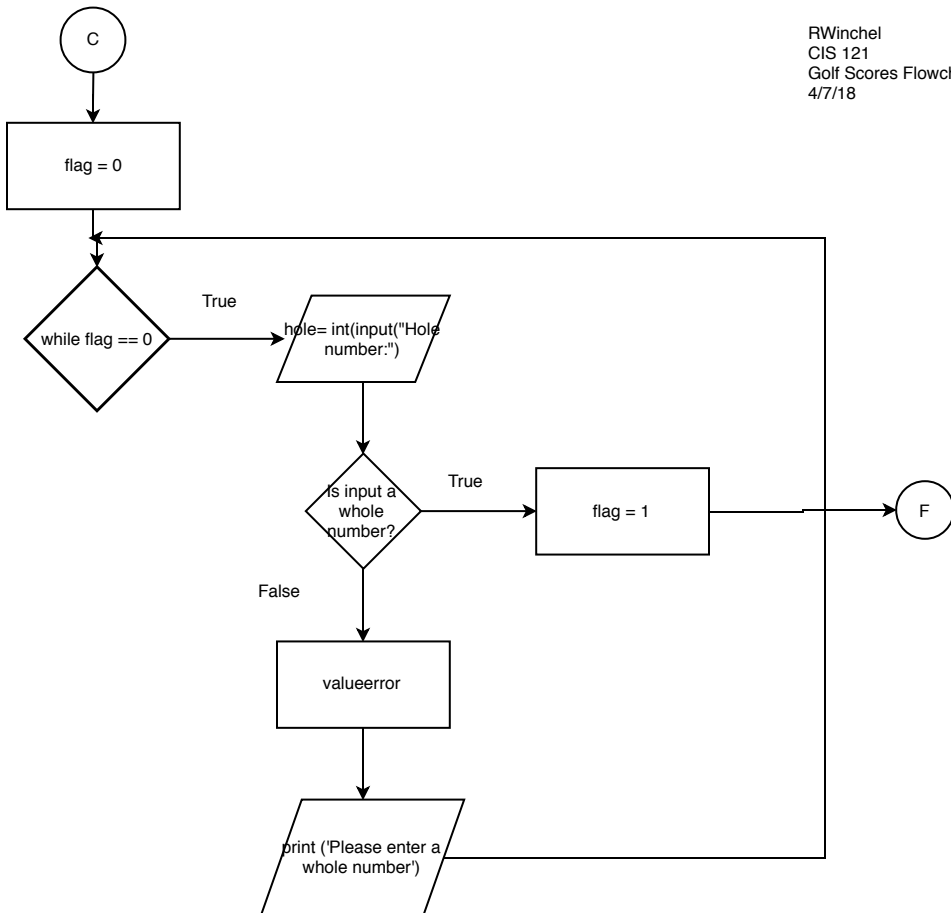 C
RWinchel
CIS 121
Golf Scores Flowch
4/7/18
flag = 0
True
while flag == 0
hole= int(input("Hole
number:")
Is input a
whole
number?
True
flag = 1
F
False
valueerror
print ('Please enter a
whole number')